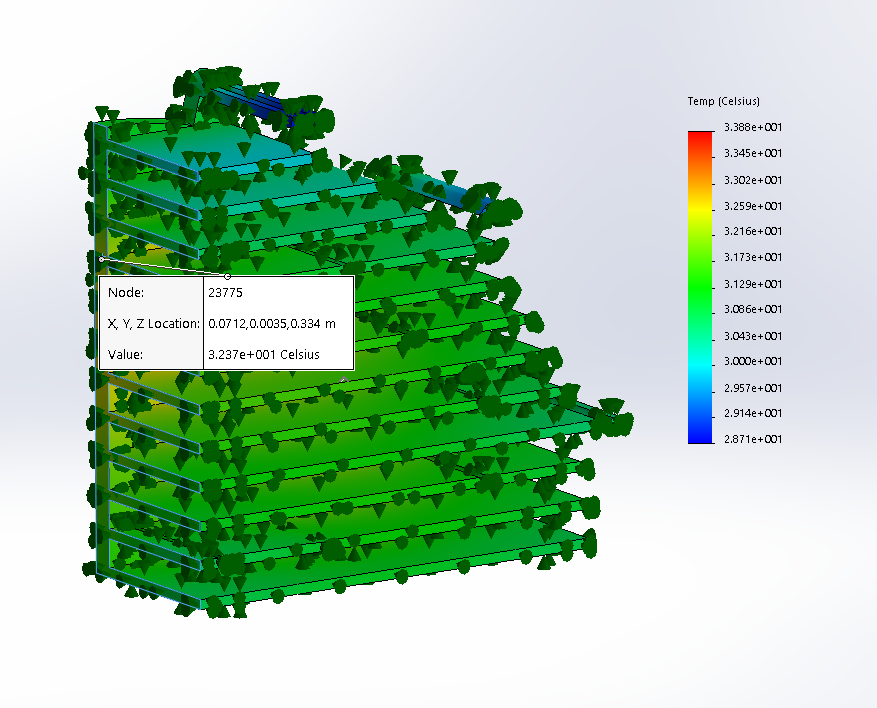 Temp (Celsius)
3.388e+001
3.345e+001
3.302e+001
3.259e+001
3.216e+001
3.173e+001
3.129e+001
3.086e+001
3.043e+001
3.000e+001
2.957e+001
2.914e+001
2.871e+001
Node: 23775
X, Y, Z Location: 0.0712,0.0035,0.334 m
Value: 3.237e+001 Celsius